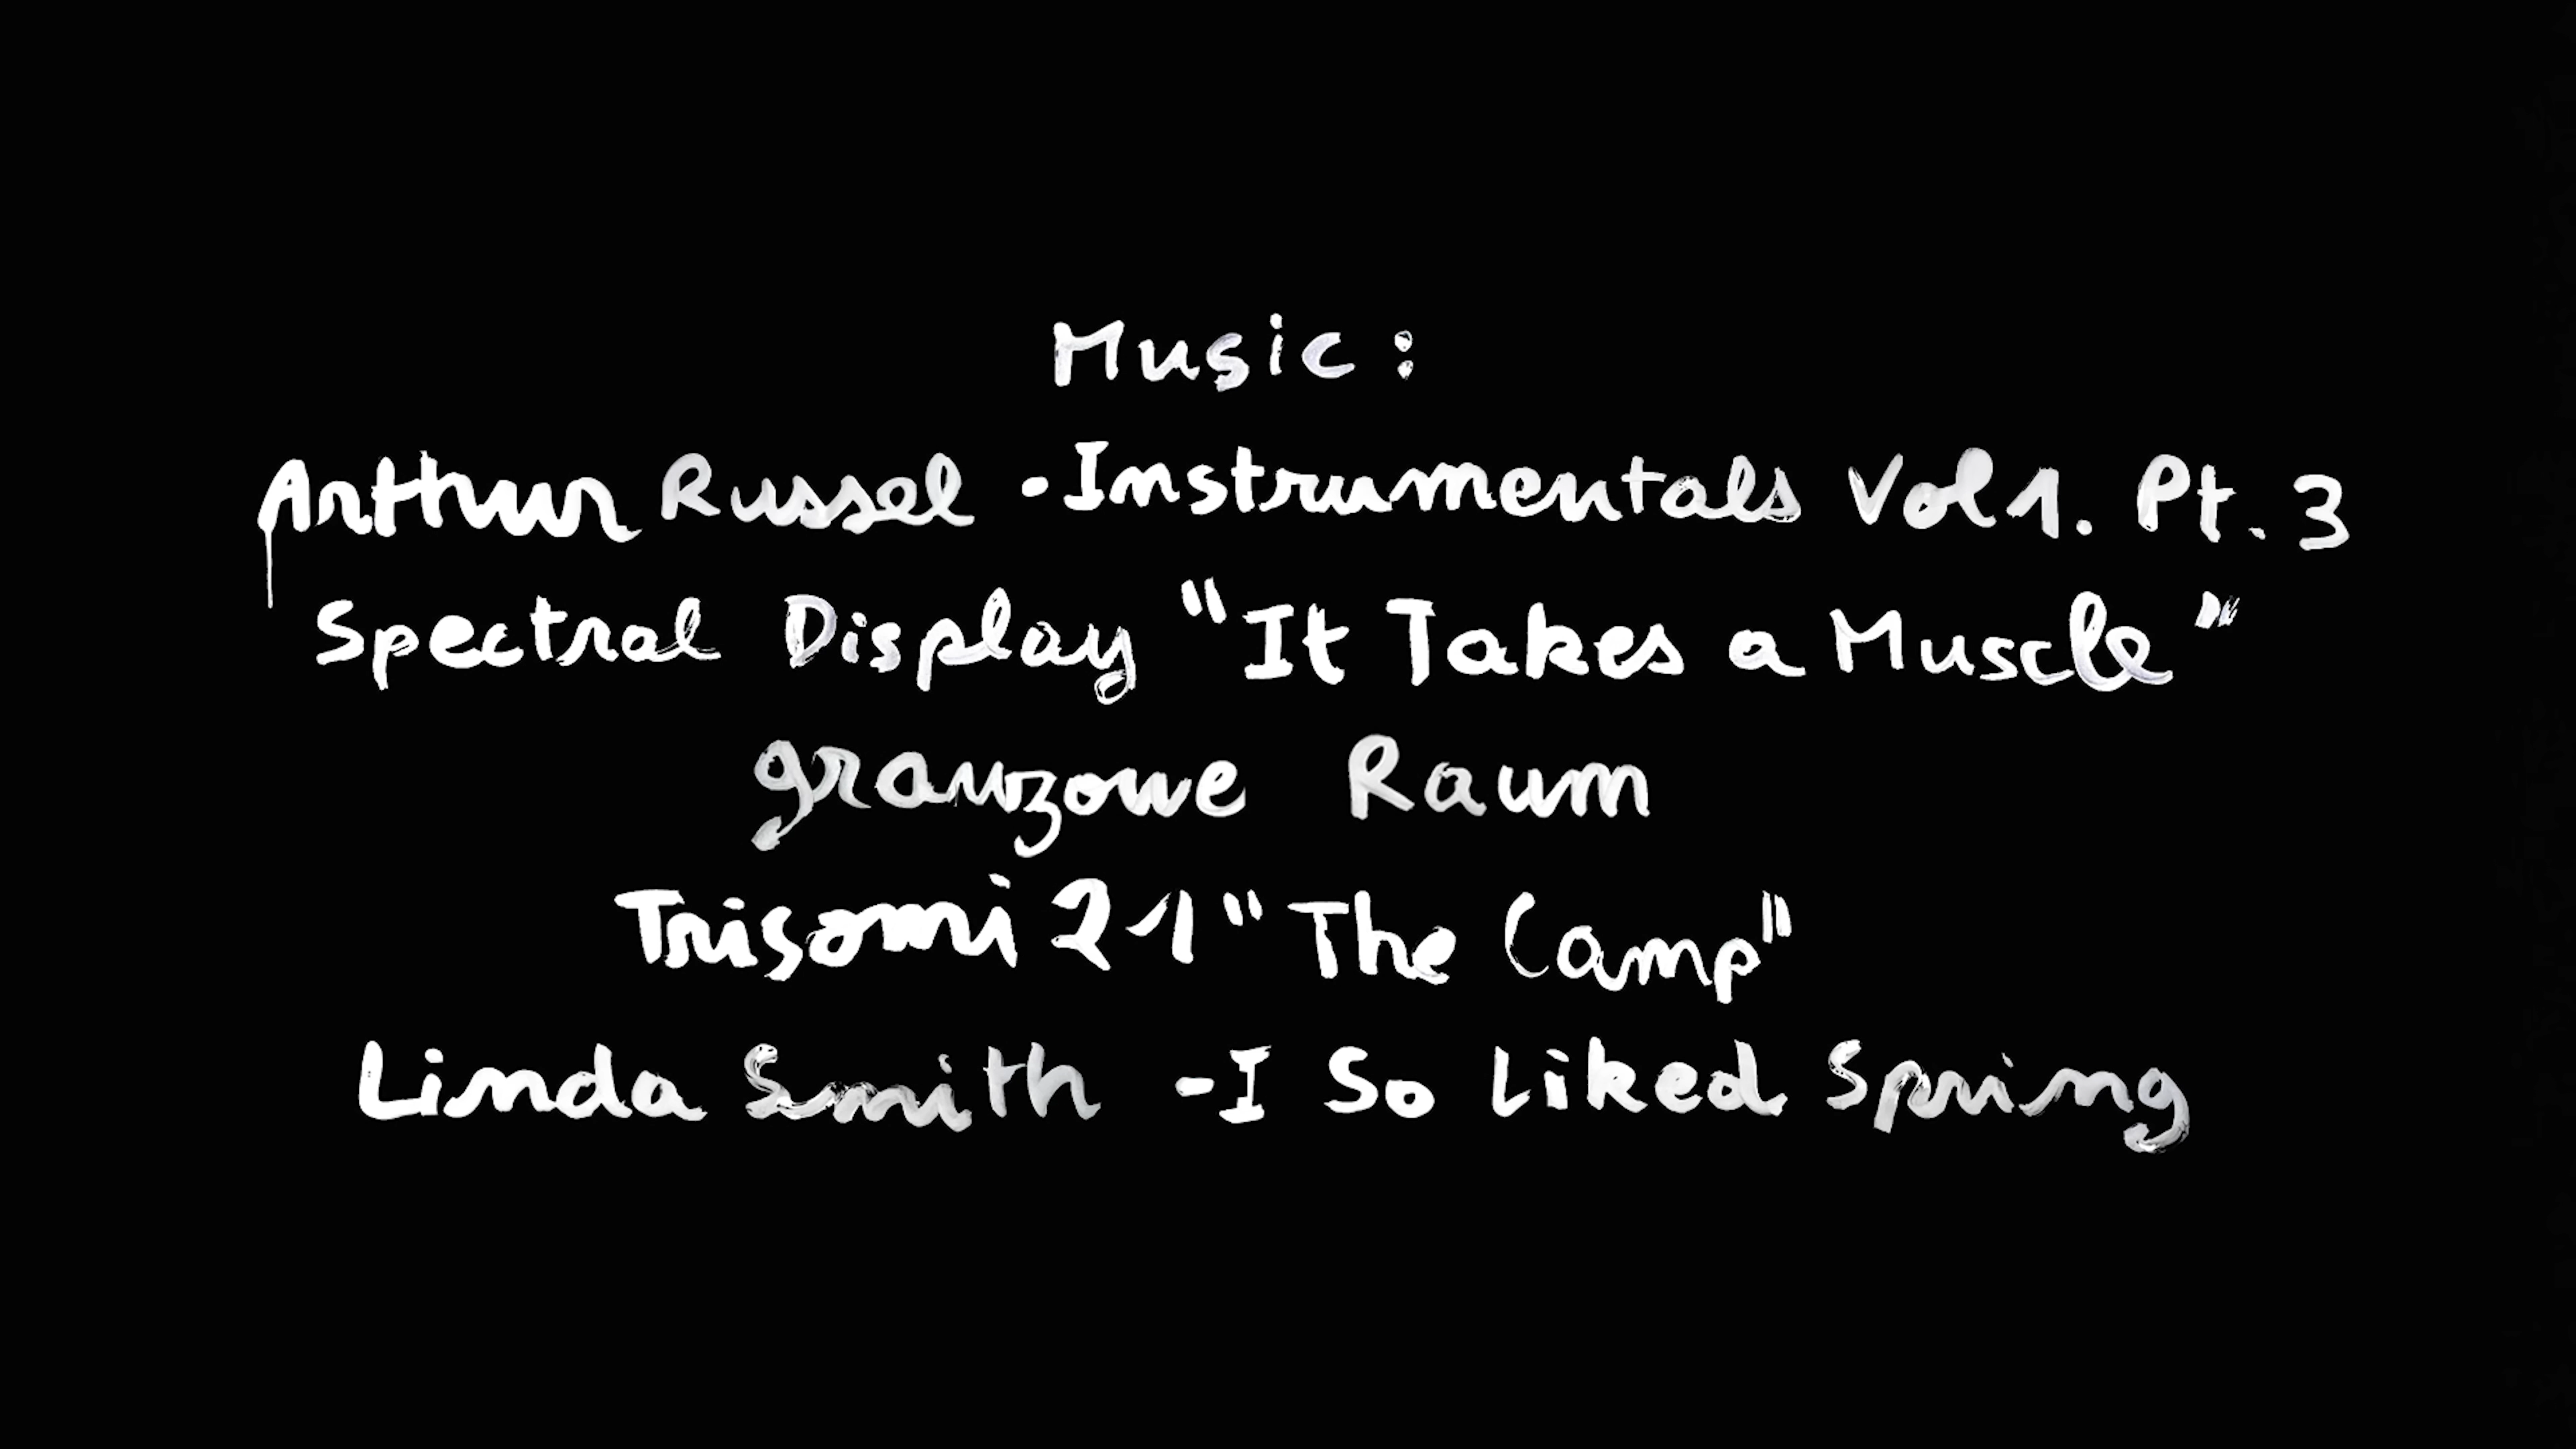 Music:
Arthur Russel - Instrumentals Vol 1. Pt. 3
Spectral Display "It Takes a Muscle"
grauzone Raum
Trisomi 21 "The Camp"
Linda Smith - I So Liked Spring